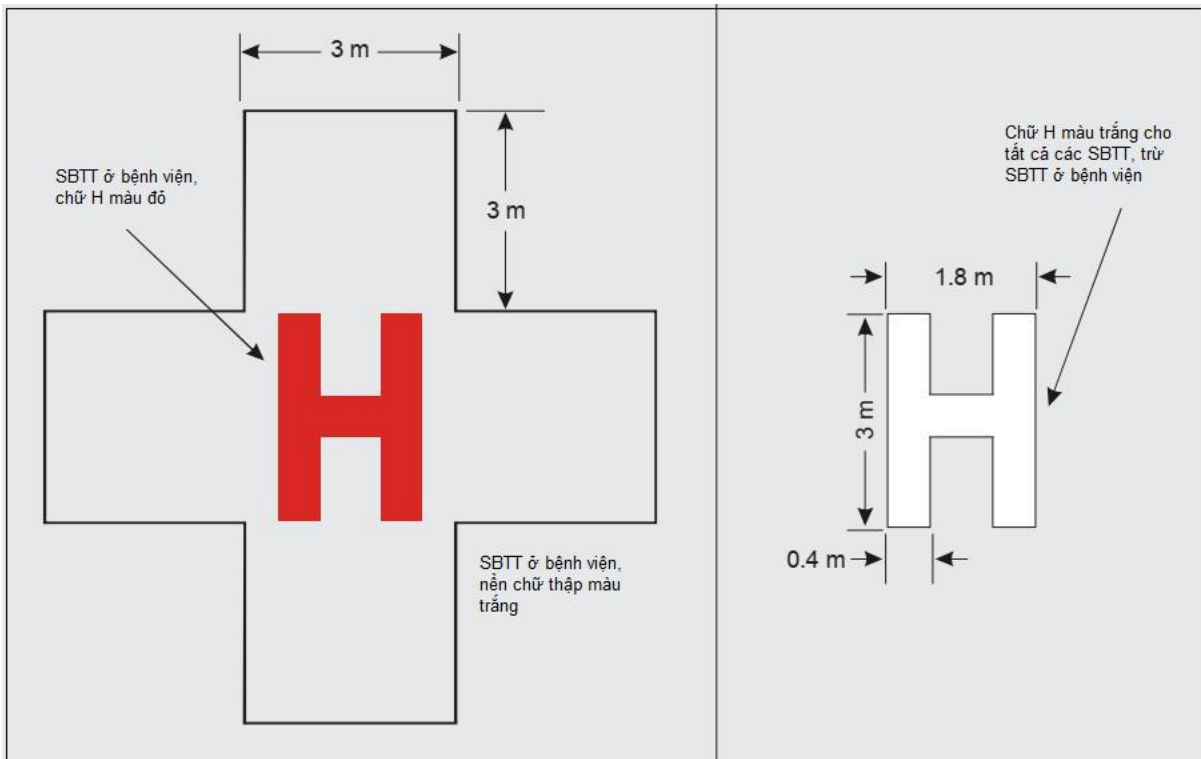 3 m
SBTT ở bệnh viện,
chữ H màu đỏ
3 m
H
SBTT ở bệnh viện,
nền chữ thập màu
trắng
Chữ H màu trắng cho
tất cả các SBTT, trừ
SBTT ở bệnh viện
1.8 m
3 m
H
0.4 m